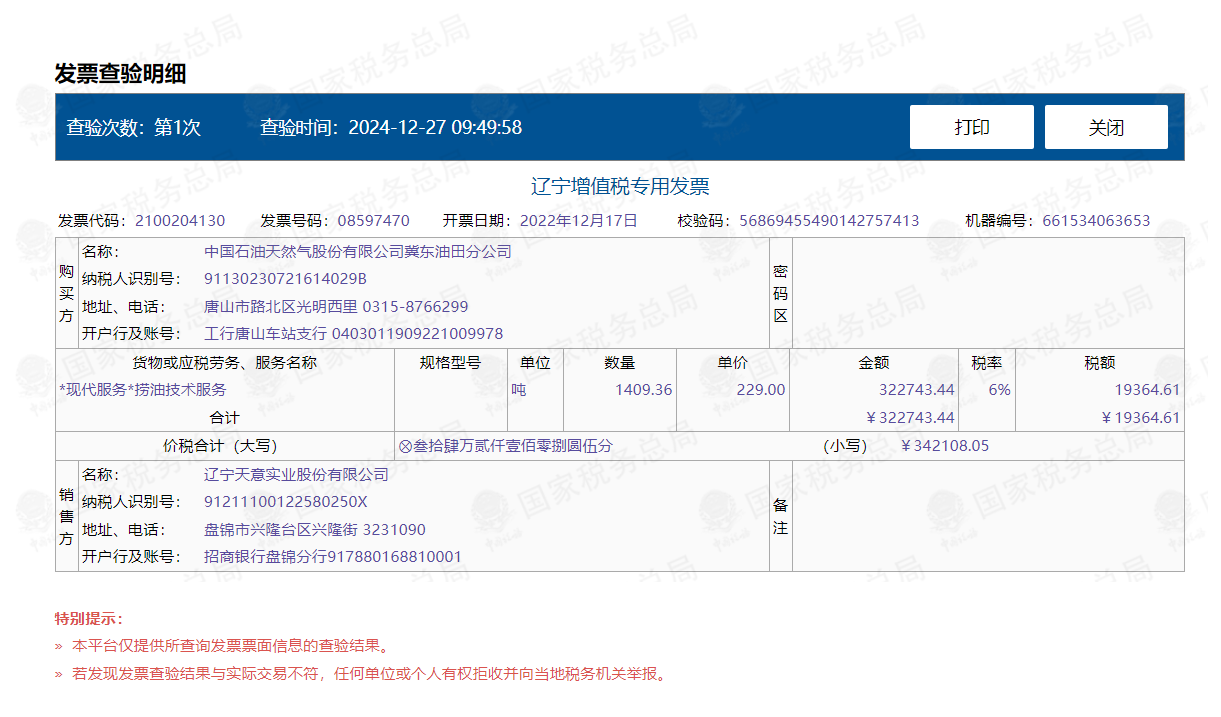 发票查验明细
查验次数：第1次 查验时间：2024-12-27 09:49:58 打印 关闭
辽宁增值税专用发票
发票代码：2100204130 发票号码：08597470 开票日期：2022年12月17日 校验码：56869455490142757413 机器编号：661534063653
购买方
名称： 中国石油天然气股份有限公司冀东油田分公司
纳税人识别号： 91130230721614029B
地址、电话： 唐山市路北区光明西里 0315-8766299
开户行及账号： 工行唐山车站支行 0403011909221009978
密码区
货物或应税劳务、服务名称 规格型号 单位 数量 单价 金额 税率 税额
*现代服务*捞油技术服务 吨 1409.36 229.00 322743.44 6% 19364.61
合计 ￥322743.44 ￥19364.61
价税合计（大写） ⊗叁拾肆万贰仟壹佰零捌圆伍分 (小写) ￥342108.05
销售方
名称： 辽宁天意实业股份有限公司
纳税人识别号： 91211100122580250X
地址、电话： 盘锦市兴隆台区兴隆街 3231090
开户行及账号： 招商银行盘锦分行917880168810001
备注
特别提示：
» 本平台仅提供所查询发票票面信息的查验结果。
» 若发现发票查验结果与实际交易不符，任何单位或个人有权拒收并向当地税务机关举报。
国家税务总局